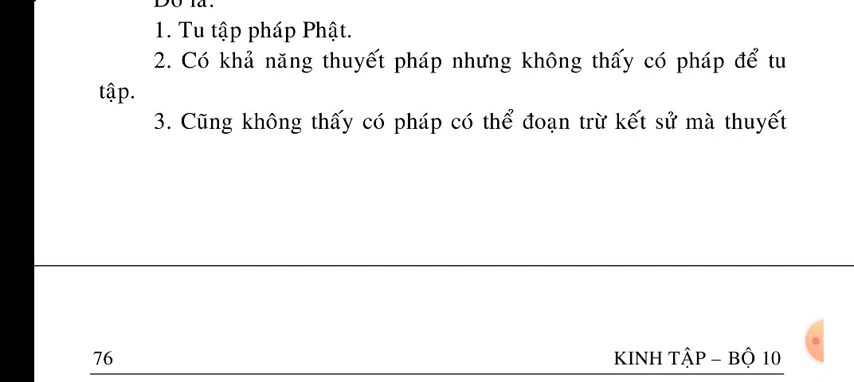 Đó là:
1. Tu tập pháp Phật.
2. Có khả năng thuyết pháp nhưng không thấy có pháp để tu
tập.
3. Cũng không thấy có pháp có thể đoạn trừ kết sử mà thuyết
76 KINH TẬP – BỘ 10